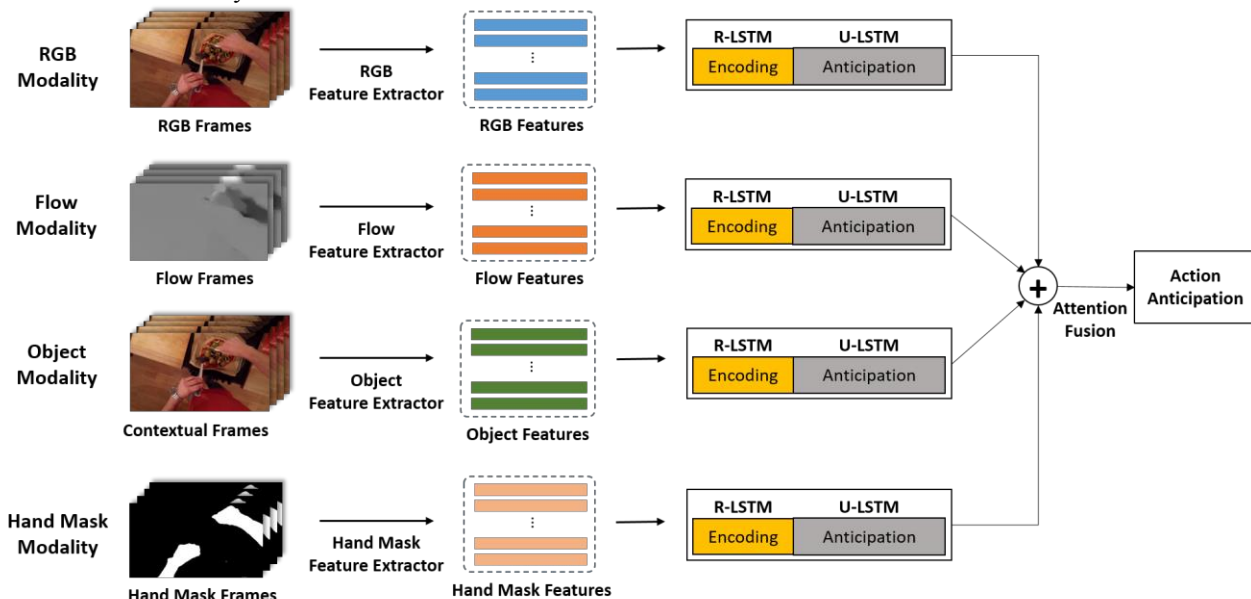 RGB
Modality
RGB Frames
RGB
Feature Extractor
RGB Features
R-LSTM
U-LSTM
Encoding
Anticipation
Flow
Modality
Flow Frames
Flow
Feature Extractor
Flow Features
R-LSTM
U-LSTM
Encoding
Anticipation
+
Attention
Fusion
Action
Anticipation
Object
Modality
Contextual Frames
Object
Feature Extractor
Object Features
R-LSTM
U-LSTM
Encoding
Anticipation
Hand Mask
Modality
Hand Mask Frames
Hand Mask
Feature Extractor
Hand Mask Features
R-LSTM
U-LSTM
Encoding
Anticipation